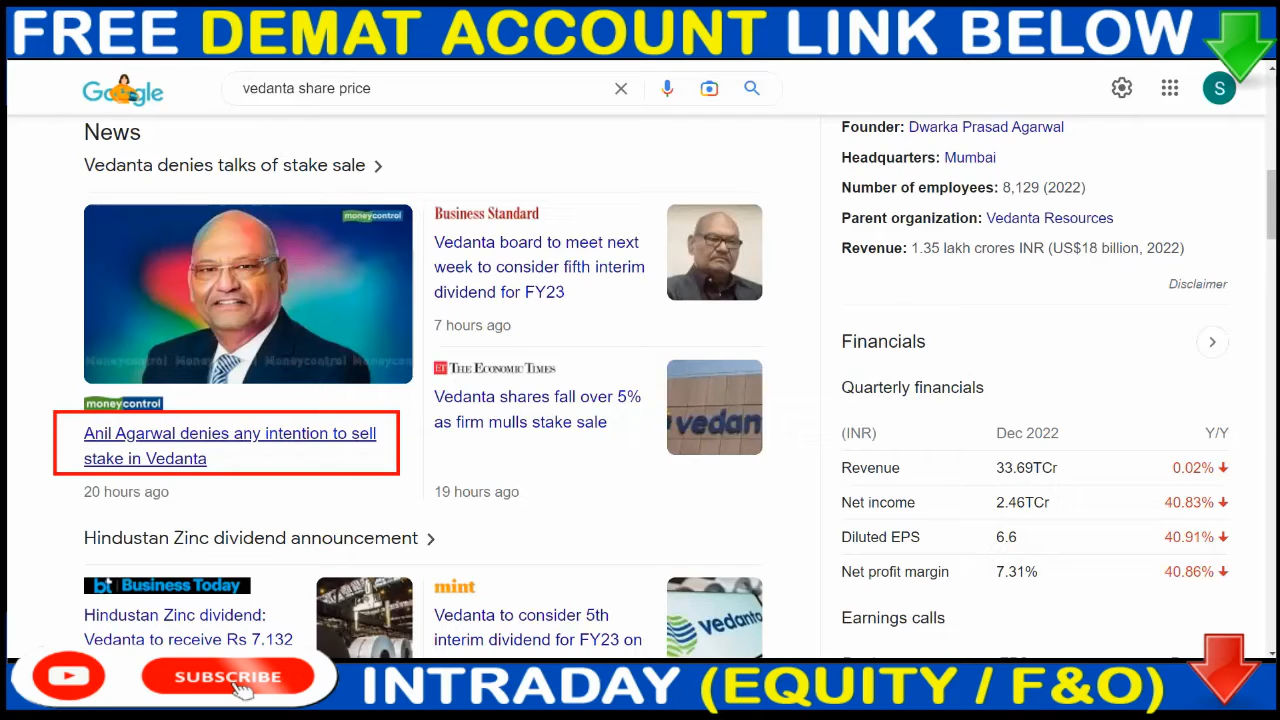 FREE DEMAT ACCOUNT LINK BELOW
Google
vedanta share price
S
News
Vedanta denies talks of stake sale
moneycontrol
Moneycontrol Moneycontrol Moneycontrol
moneycontrol
Anil Agarwal denies any intention to sell
stake in Vedanta
20 hours ago
Business Standard
Vedanta board to meet next
week to consider fifth interim
dividend for FY23
7 hours ago
ET THE ECONOMIC TIMES
Vedanta shares fall over 5%
as firm mulls stake sale
vedan
19 hours ago
Hindustan Zinc dividend announcement
bt Business Today
Hindustan Zinc dividend:
Vedanta to receive Rs 7,132
mint
Vedanta to consider 5th
interim dividend for FY23 on
vedanta
Founder: Dwarka Prasad Agarwal
Headquarters: Mumbai
Number of employees: 8,129 (2022)
Parent organization: Vedanta Resources
Revenue: 1.35 lakh crores INR (US$18 billion, 2022)
Disclaimer
Financials
Quarterly financials
(INR) Dec 2022 Y/Y
Revenue 33.69TCr 0.02%
Net income 2.46TCr 40.83%
Diluted EPS 6.6 40.91%
Net profit margin 7.31% 40.86%
Earnings calls
SUBSCRIBE
INTRADAY (EQUITY / F&O)